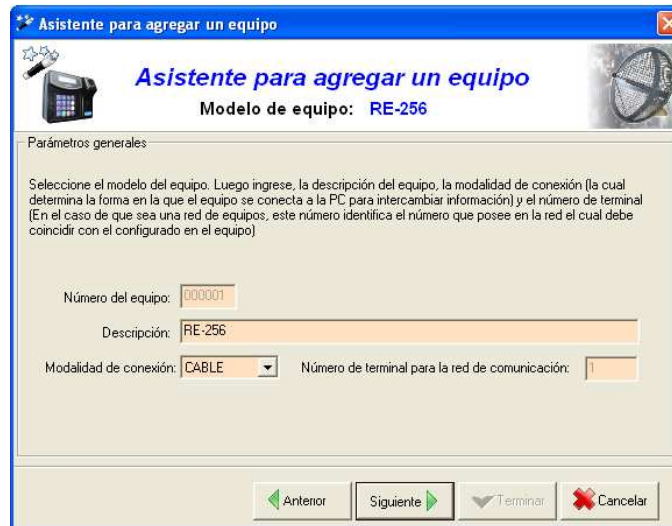 Asistente para agregar un equipo
Asistente para agregar un equipo
Modelo de equipo: RE-256
Parámetros generales
Seleccione el modelo del equipo. Luego ingrese, la descripción del equipo, la modalidad de conexión (la cual
determina la forma en la que el equipo se conecta a la PC para intercambiar información) y el número de terminal
(En el caso de que sea una red de equipos, este número identifica el número que posee en la red el cual debe
coincidir con el configurado en el equipo)
Número del equipo: 000001
Descripción: RE-256
Modalidad de conexión: CABLE Número de terminal para la red de comunicación: 1
Anterior Siguiente Terminar Cancelar